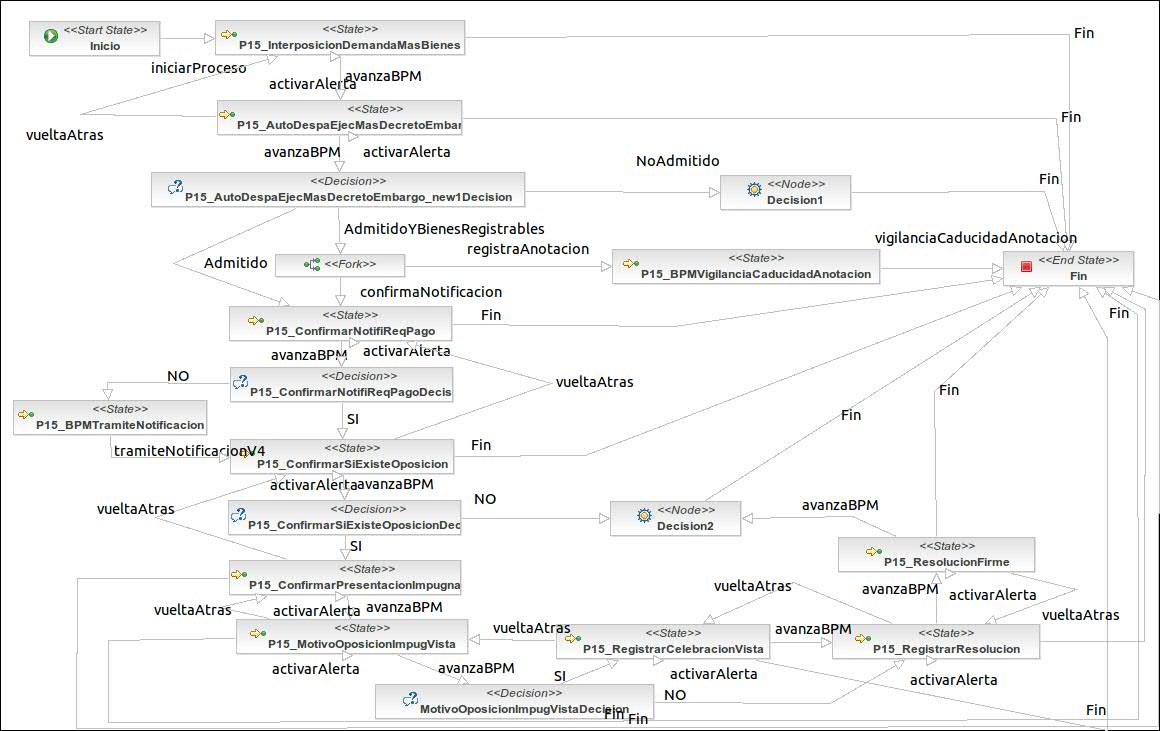 <<Start State>>
Inicio
<<State>>
P15_InterposicionDemandaMasBienes
Fin
iniciarProceso
avanzaBPM
activarAlerta
vueltaAtras
<<State>>
P15_AutoDespaEjecMasDecretoEmbar
Fin
avanzaBPM
activarAlerta
NoAdmitido
<<Decision>>
P15_AutoDespaEjecMasDecretoEmbargo_new1Decision
<<Node>>
Decision1
Fin
AdmitidoYBienesRegistrables
registraAnotacion
vigilanciaCaducidadAnotacion
Admitido
<<Fork>>
<<State>>
P15_BPMVigilanciaCaducidadAnotacion
<<End State>>
Fin
confirmaNotificacion
<<State>>
P15_ConfirmarNotifiReqPago
Fin
Fin
avanzaBPM
activarAlerta
NO
<<Decision>>
P15_ConfirmarNotifiReqPagoDecis
vueltaAtras
Fin
<<State>>
P15_BPMTramiteNotificacion
SI
Fin
tramiteNotificacionV4
<<State>>
P15_ConfirmarSiExisteOposicion
Fin
activarAlerta
avanzaBPM
vueltaAtras
NO
avanzaBPM
<<Decision>>
P15_ConfirmarSiExisteOposicionDec
<<Node>>
Decision2
SI
<<State>>
P15_ResolucionFirme
<<State>>
P15_ConfirmarPresentacionImpugna
vueltaAtras
avanzaBPM
activarAlerta
vueltaAtras
activarAlerta
avanzaBPM
vueltaAtras
<<State>>
P15_MotivoOposicionImpugVista
vueltaAtras
<<State>>
P15_RegistrarCelebracionVista
avanzaBPM
<<State>>
P15_RegistrarResolucion
activarAlerta
avanzaBPM
SI
activarAlerta
activarAlerta
<<Decision>>
MotivoOposicionImpugVistaDecision
NO
Fin
Fin
Fin